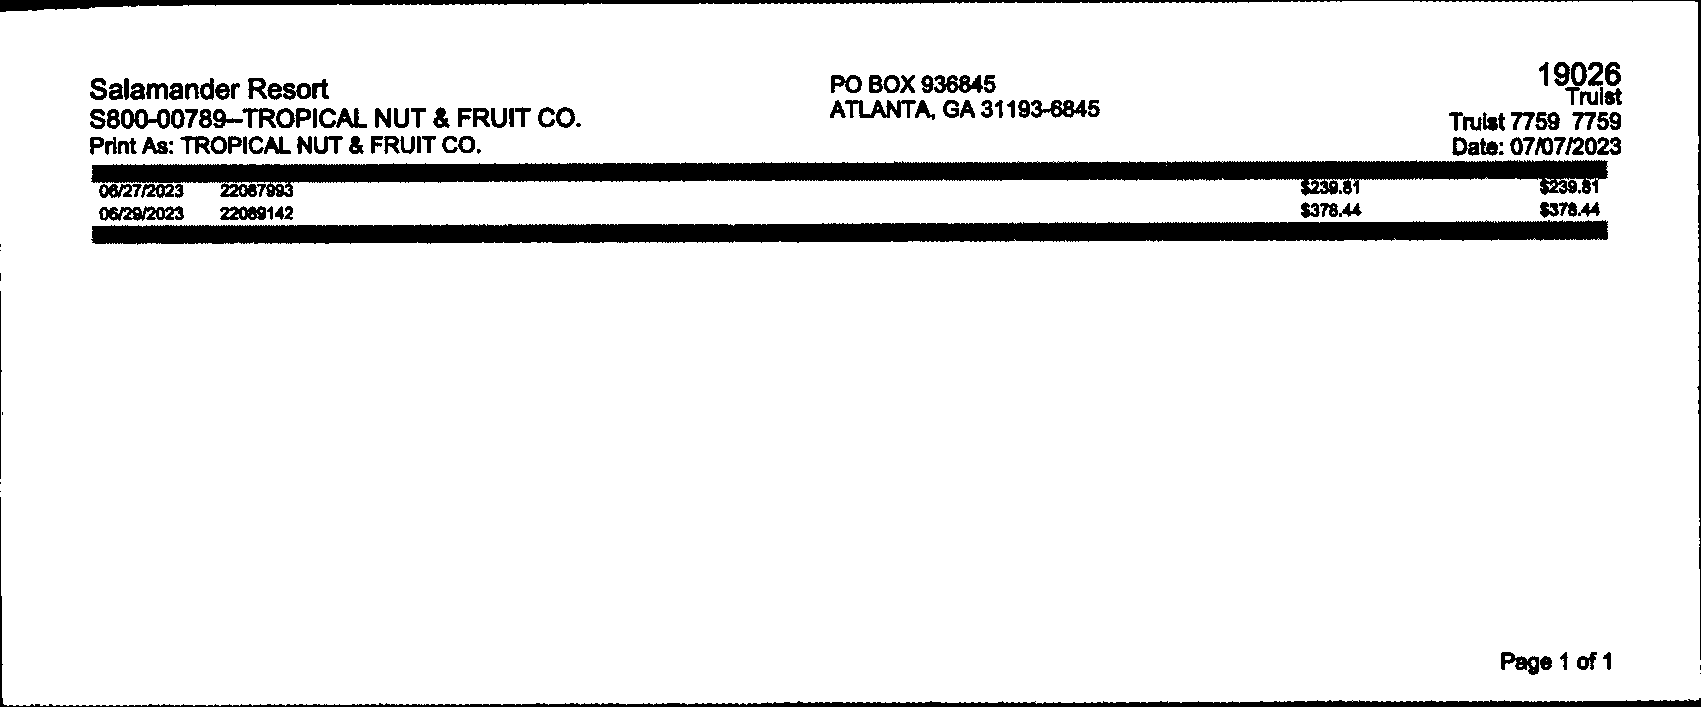 Salamander Resort
S800-00789--TROPICAL NUT & FRUIT CO.
Print As: TROPICAL NUT & FRUIT CO.
PO BOX 936845
ATLANTA, GA 31193-6845
19026
Truist
Truist 7759 7759
Date: 07/07/2023
06/27/2023 22087993 $239.81 $239.81
06/29/2023 22089142 $378.44 $378.44
Page 1 of 1